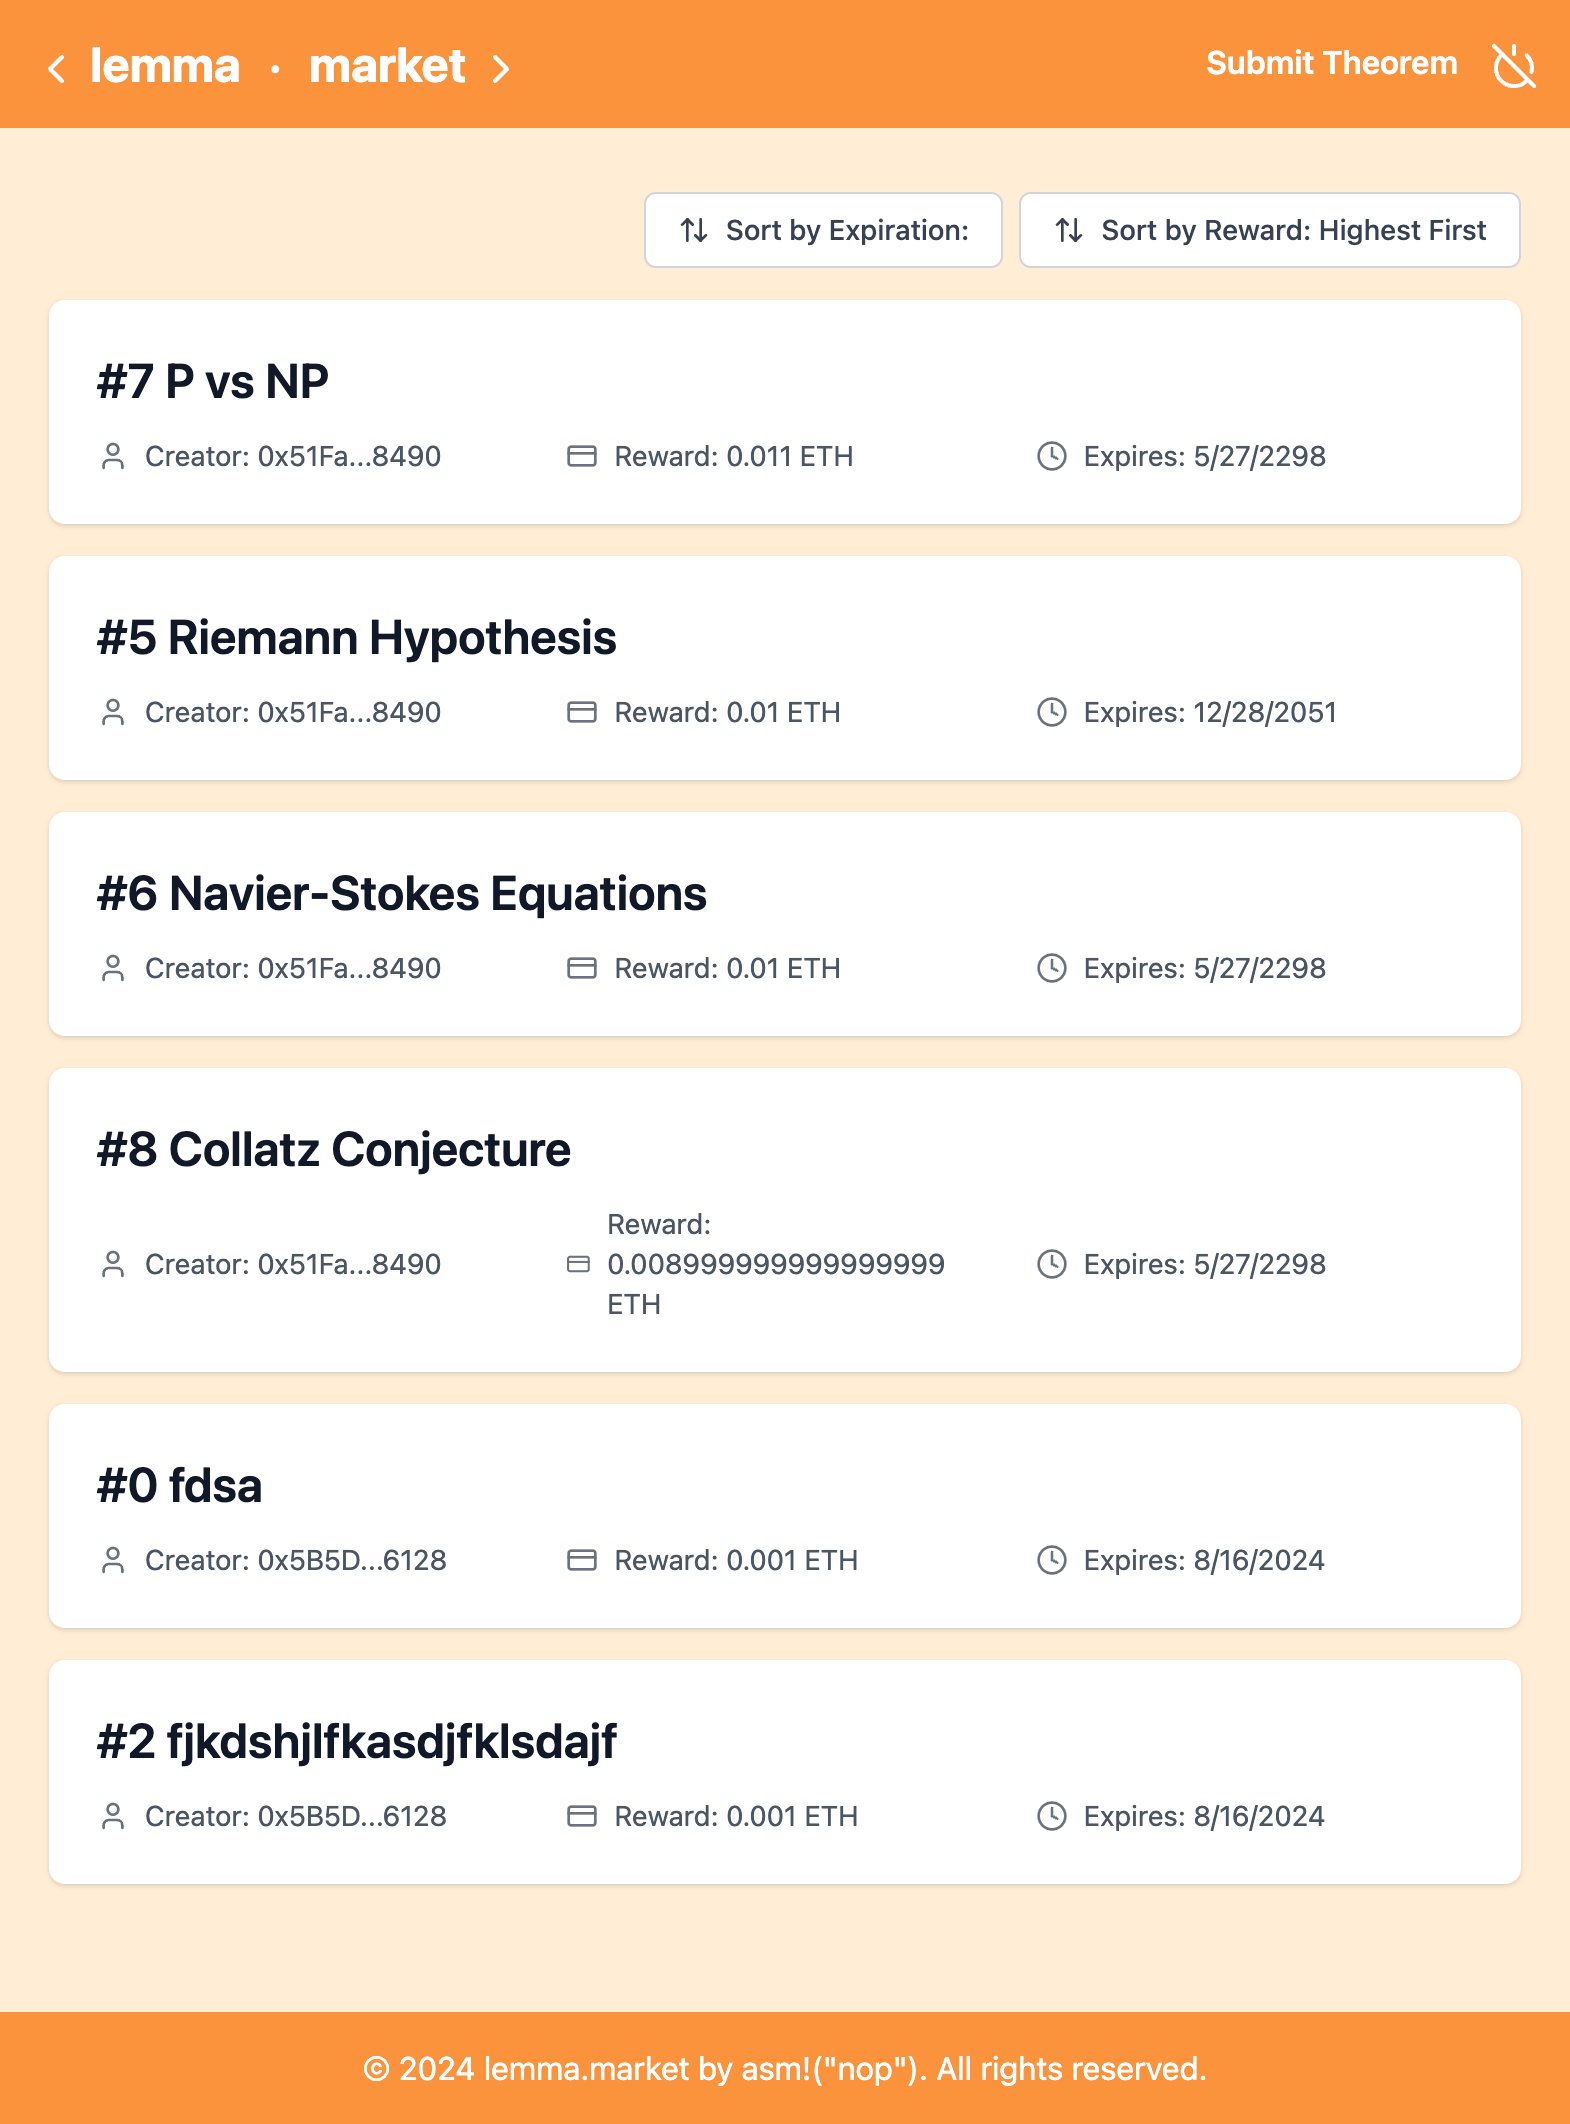 < lemma · market >
Submit Theorem
Sort by Expiration:
Sort by Reward: Highest First
#7 P vs NP
Creator: 0x51Fa...8490
Reward: 0.011 ETH
Expires: 5/27/2298
#5 Riemann Hypothesis
Creator: 0x51Fa...8490
Reward: 0.01 ETH
Expires: 12/28/2051
#6 Navier-Stokes Equations
Creator: 0x51Fa...8490
Reward: 0.01 ETH
Expires: 5/27/2298
#8 Collatz Conjecture
Creator: 0x51Fa...8490
Reward:
0.008999999999999999
ETH
Expires: 5/27/2298
#0 fdsa
Creator: 0x5B5D...6128
Reward: 0.001 ETH
Expires: 8/16/2024
#2 fjkdshjlfkasdjfklsdajf
Creator: 0x5B5D...6128
Reward: 0.001 ETH
Expires: 8/16/2024
© 2024 lemma.market by asm!("nop"). All rights reserved.